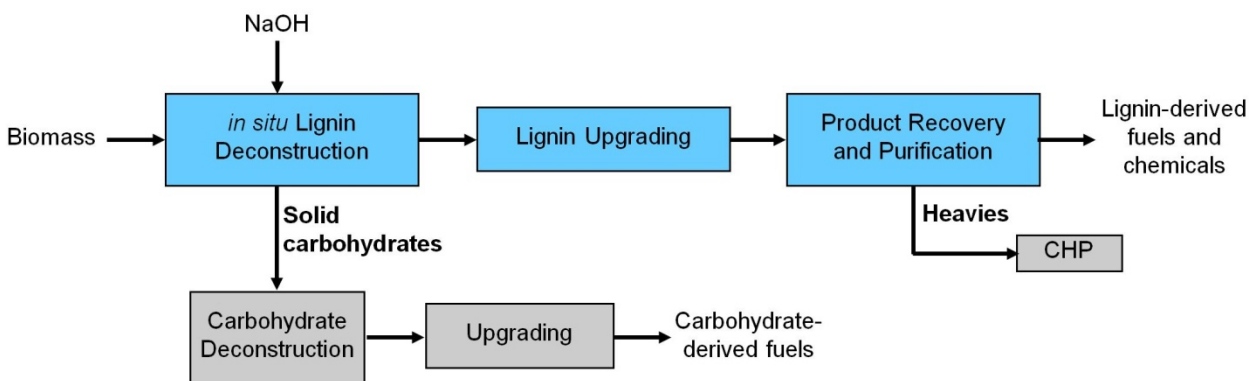 NaOH
Biomass
in situ Lignin
Deconstruction
Lignin Upgrading
Product Recovery
and Purification
Lignin-derived
fuels and
chemicals
Solid
carbohydrates
Heavies
CHP
Carbohydrate
Deconstruction
Upgrading
Carbohydrate-
derived fuels